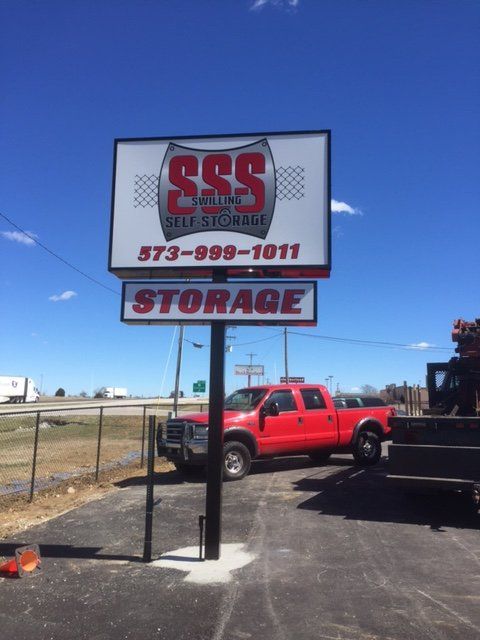 SSS
SWILLING
SELF-STORAGE
573-999-1011
STORAGE